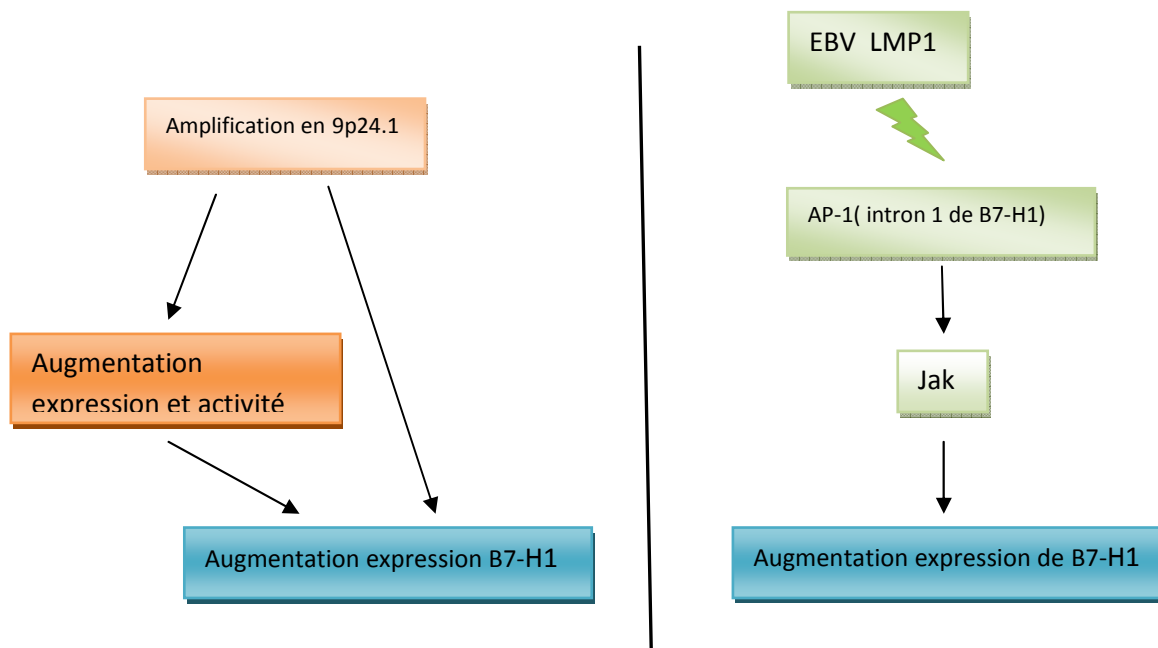 Amplification en 9p24.1
Augmentation
expression et activité
Augmentation expression B7-H1
EBV LMP1
AP-1( intron 1 de B7-H1)
Jak
Augmentation expression de B7-H1